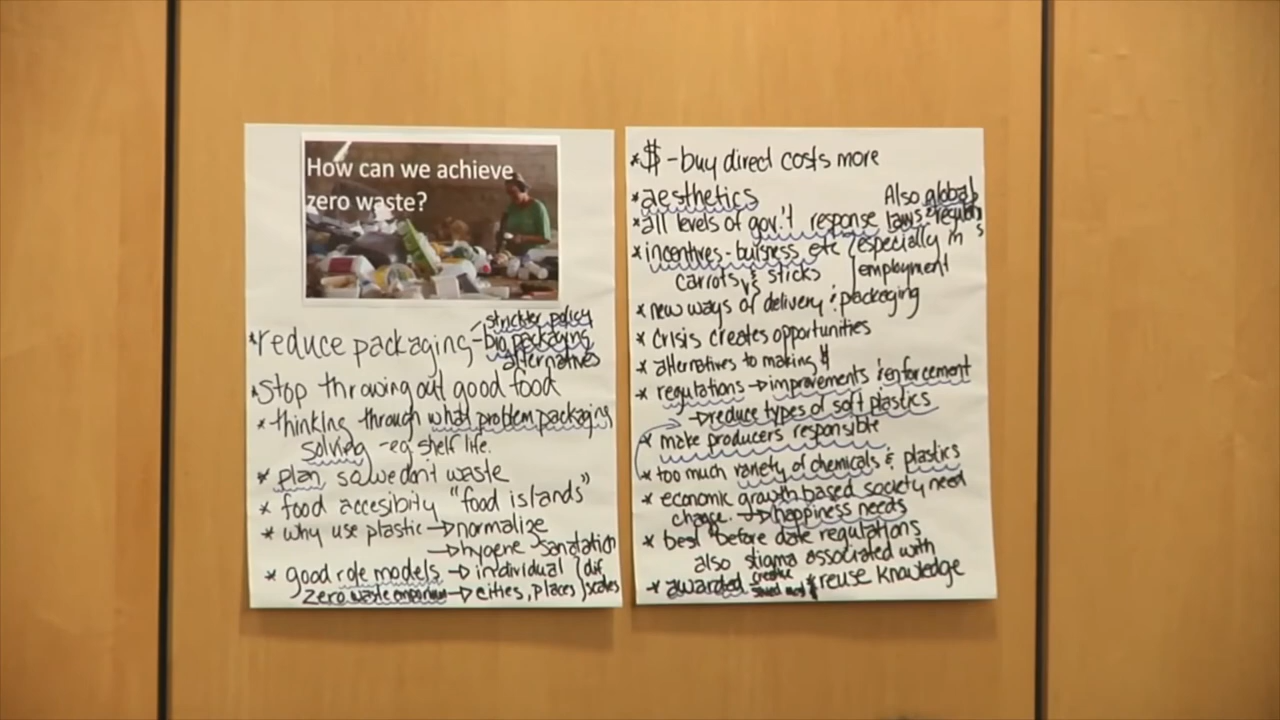 How can we achieve
zero waste?
*reduce packaging - stricter policy
- big packaging
alternatives
*Stop throwing out good food
* thinking through what problem packaging
solving - eg shelf life.
* plan, so we don't waste
* food accesibity "food islands"
* why use plastic → normalize
→ hygene - sanatation
* good role models → individual } dif
zero waste emporium → cities, places } scales
*$ - buy direct costs more
*aesthetics
*all levels of gov.'t response
Also global
laws & regulations
*incentives - buisness etc
carrots & sticks
(especially in
employment
*new ways of delivery & packaging
* Crisis creates opportunities
* alternatives to making $
* regulations → improvements & enforcement
→ reduce types of soft plastics
* make producers responsible
* too much variety of chemicals & plastics
* economic growth based society need
change. → happiness needs
* best "before date regulations
also stigma associated with
* awarded - creative
reuse knowledge